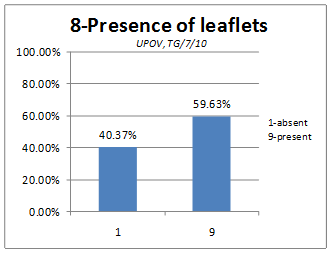 8-Presence of leaflets
UPOV, TG/7/10
100.00%
80.00%
60.00%
40.00%
20.00%
0.00%
40.37%
59.63%
1
9
1-absent
9-present